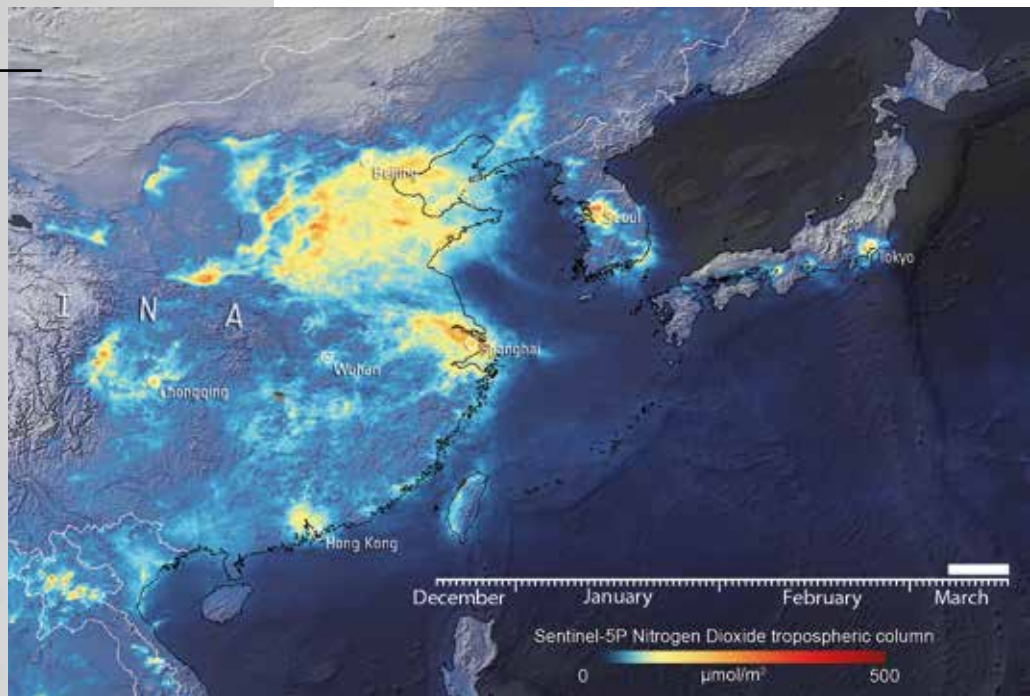 Beijing
Seoul
Tokyo
I N A
Shanghai
Wuhan
Chongqing
Hong Kong
December January February March
Sentinel-5P Nitrogen Dioxide tropospheric column
0 µmol/m² 500